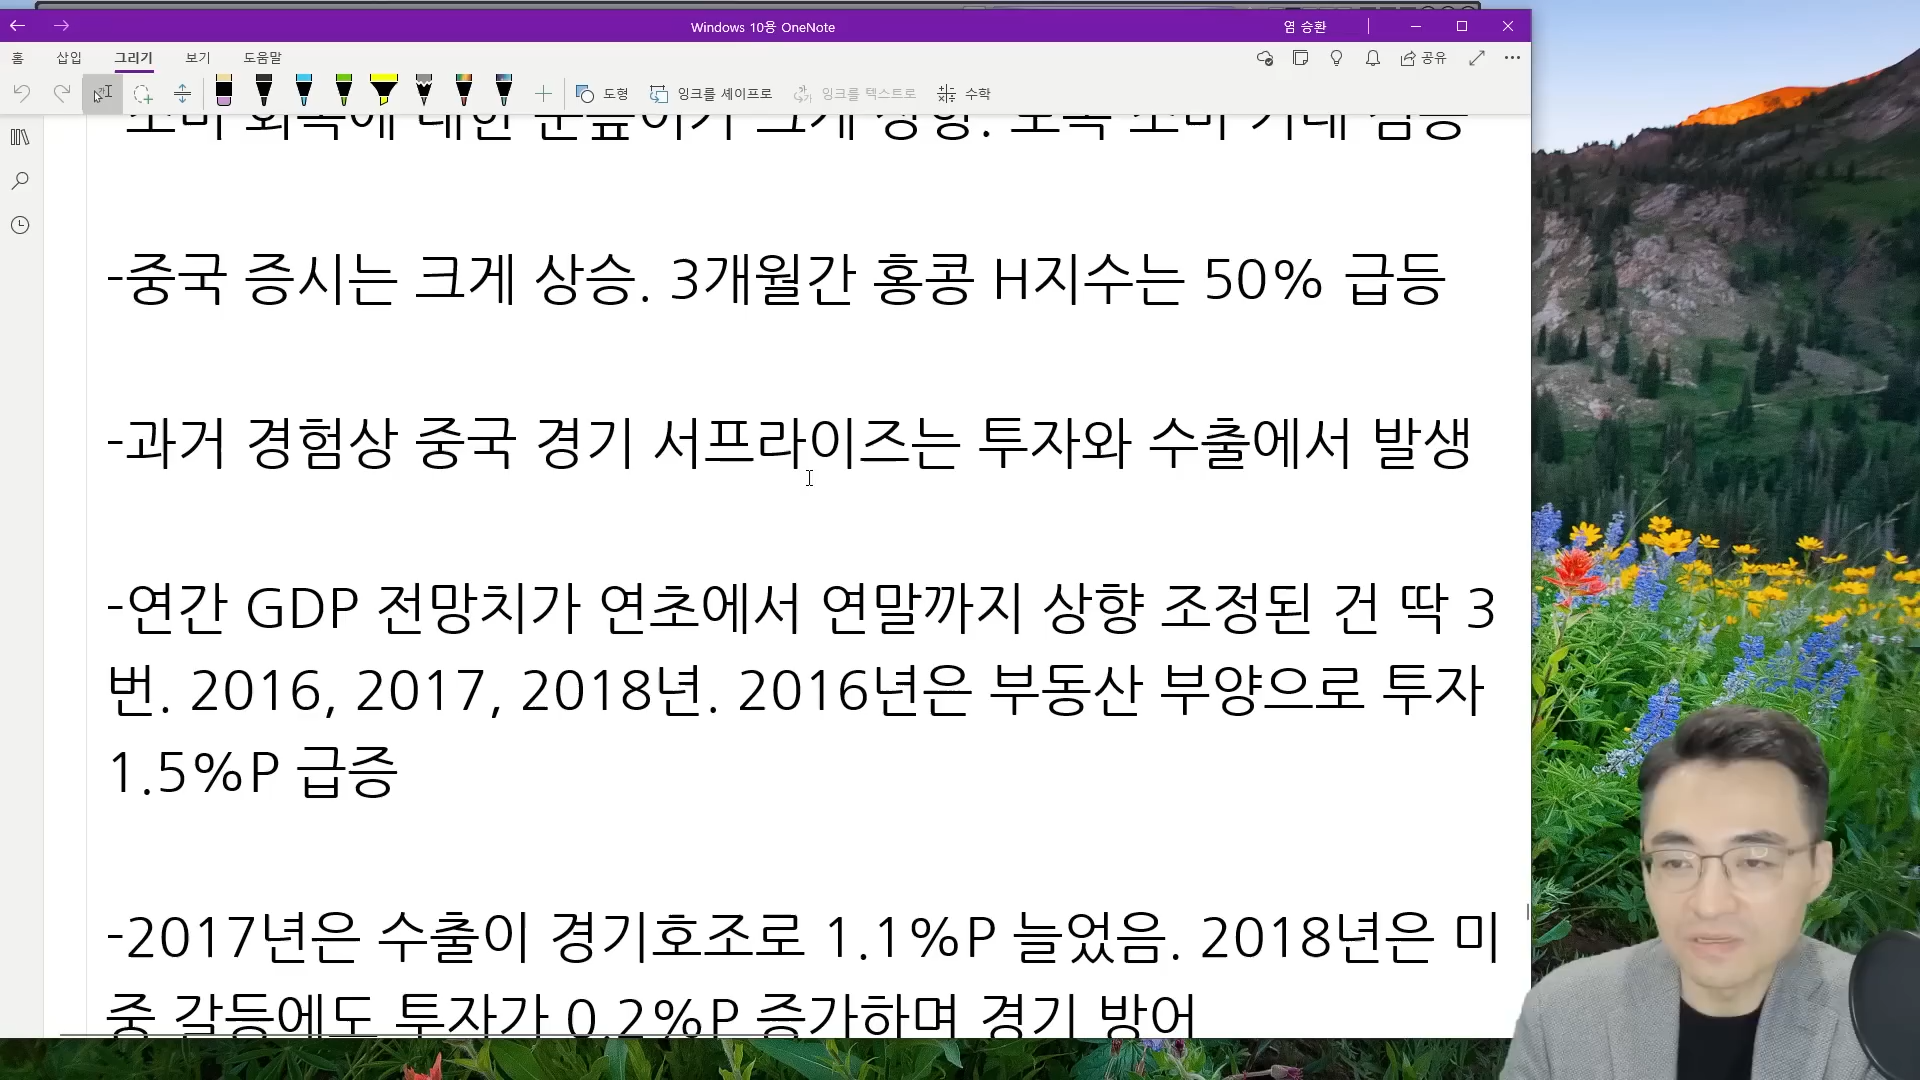 Windows 10용 OneNote
염 승환
홈 삽입 그리기 보기 도움말
공유
도형 잉크를 셰이프로 잉크를 텍스트로 수학
-중국 증시는 크게 상승. 3개월간 홍콩 H지수는 50% 급등
-과거 경험상 중국 경기 서프라이즈는 투자와 수출에서 발생
-연간 GDP 전망치가 연초에서 연말까지 상향 조정된 건 딱 3
번. 2016, 2017, 2018년. 2016년은 부동산 부양으로 투자
1.5%P 급증
-2017년은 수출이 경기호조로 1.1%P 늘었음. 2018년은 미
중 갈등에도 투자가 0.2%P 증가하며 경기 방어